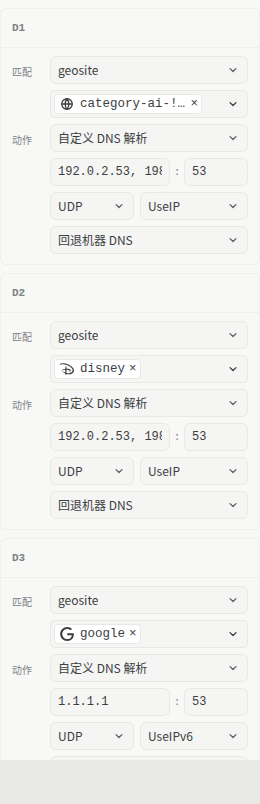 D1
匹配 geosite
category-ai-!… ×
动作 自定义 DNS 解析
192.0.2.53, 198 : 53
UDP UseIP
回退机器 DNS
D2
匹配 geosite
disney ×
动作 自定义 DNS 解析
192.0.2.53, 198 : 53
UDP UseIP
回退机器 DNS
D3
匹配 geosite
google ×
动作 自定义 DNS 解析
1.1.1.1 : 53
UDP UseIPv6